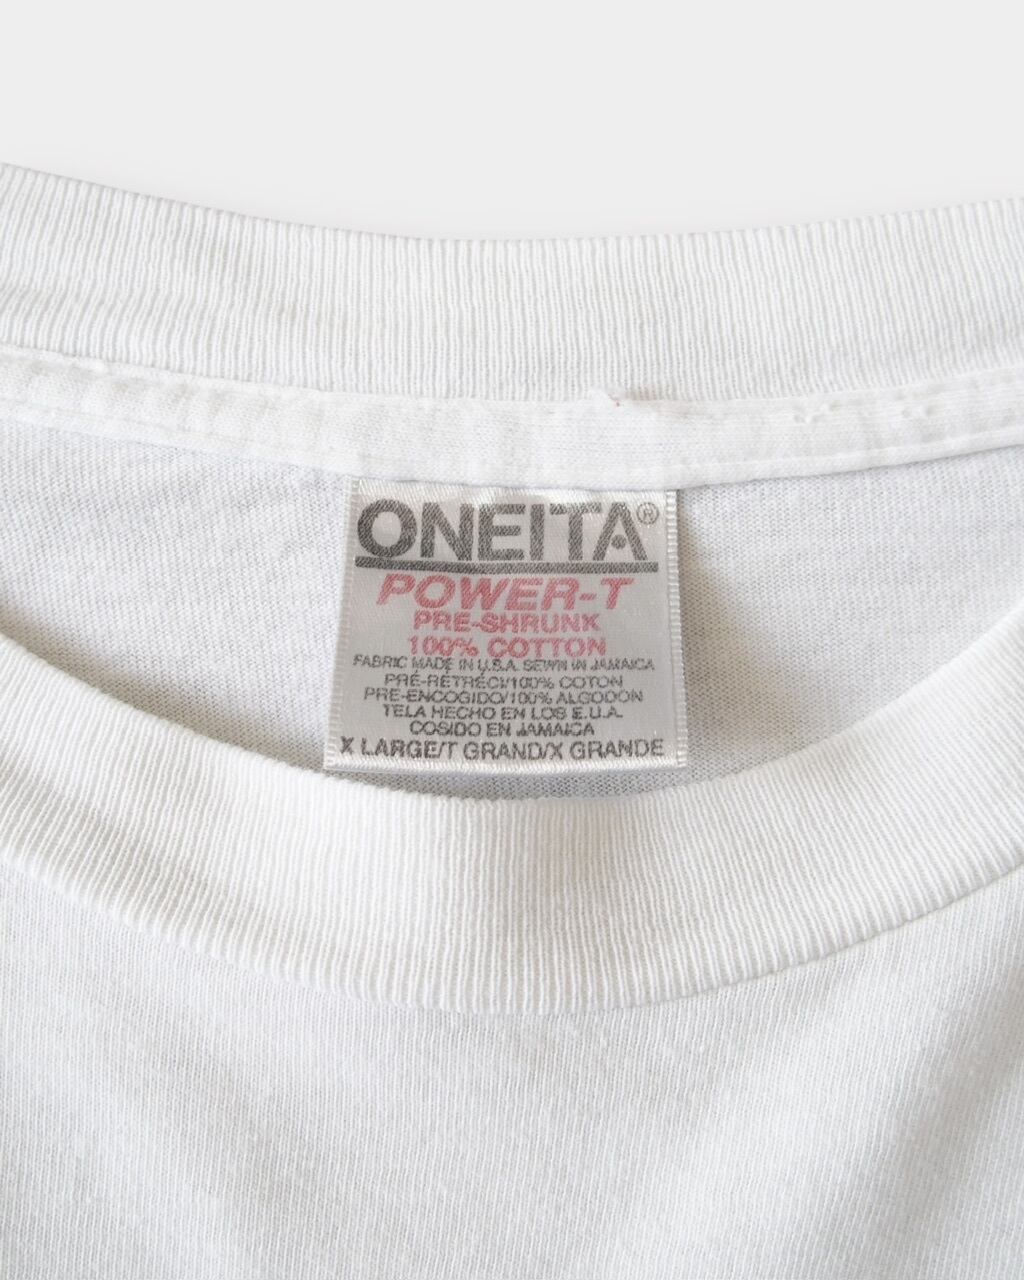 ONEITA®
POWER-T
PRE-SHRUNK
100% COTTON
FABRIC MADE IN U.S.A. SEWN IN JAMAICA
PRÉ-RÉTRÉCI/100% COTON
PRE-ENCOGIDO/100% ALGODON
TELA HECHO EN LOS E.U.A.
COSIDO EN JAMAICA
X LARGE/T GRAND/X GRANDE